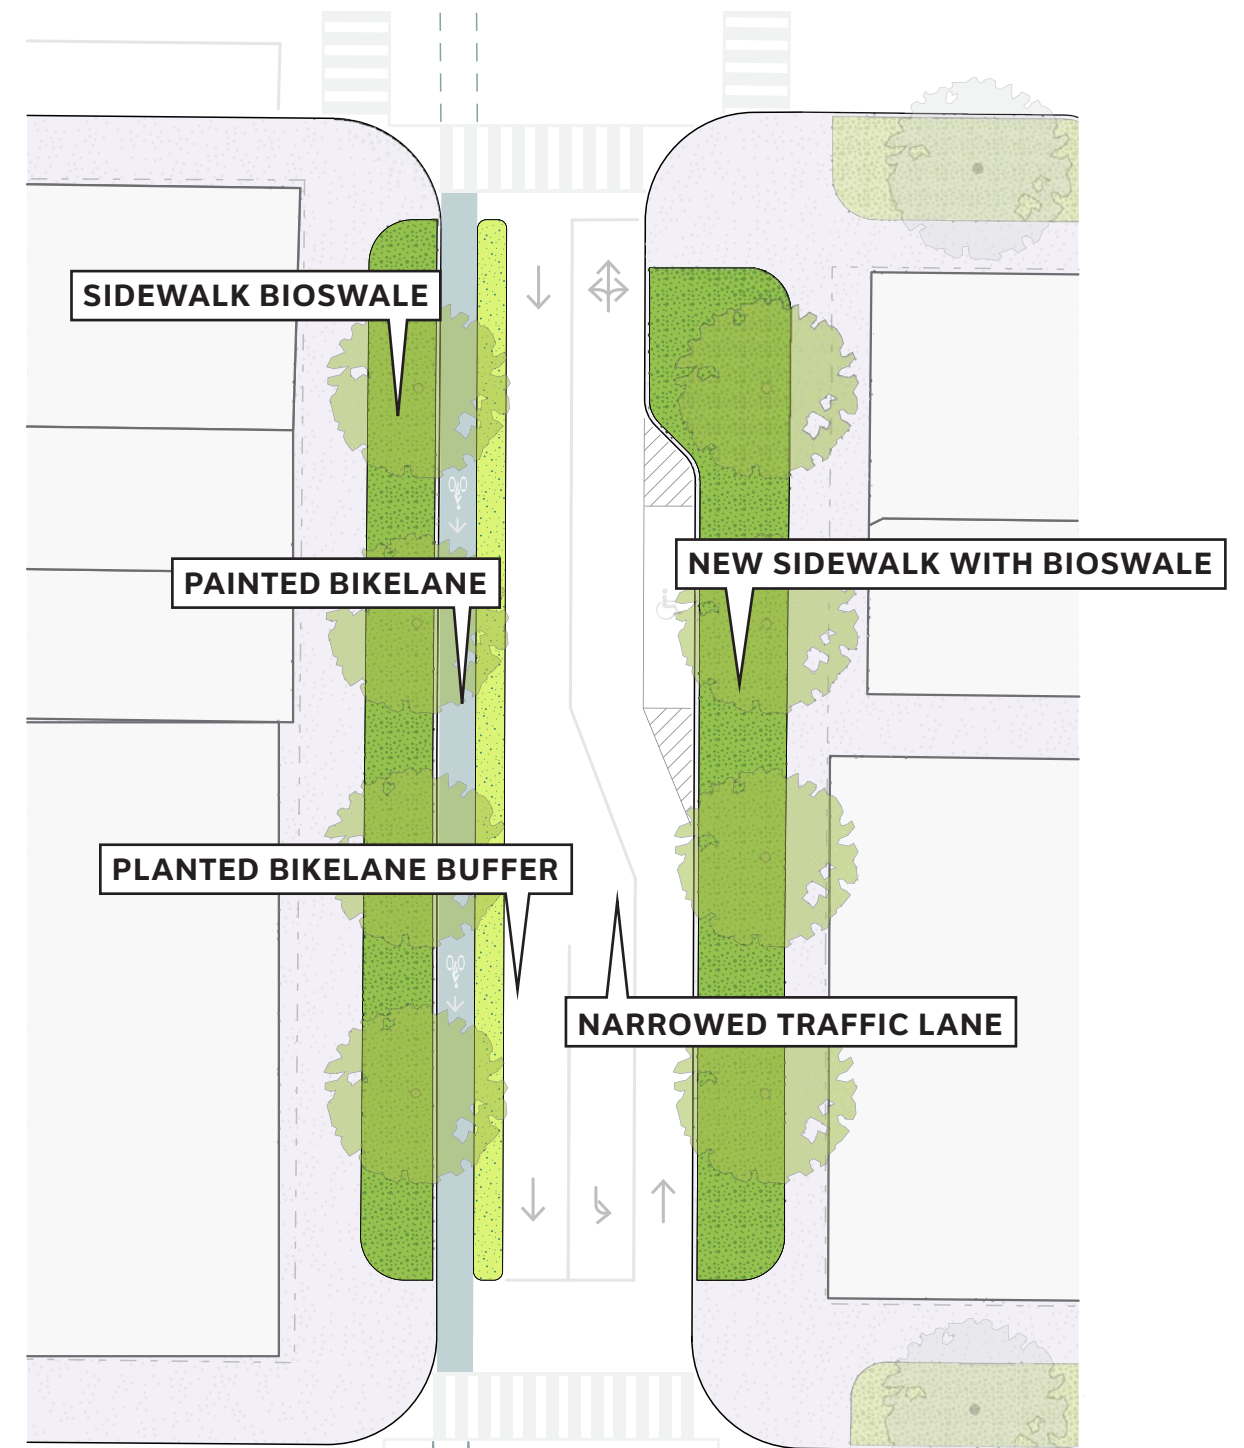 SIDEWALK BIOSWALE
NEW SIDEWALK WITH BIOSWALE
PAINTED BIKELANE
PLANTED BIKELANE BUFFER
NARROWED TRAFFIC LANE